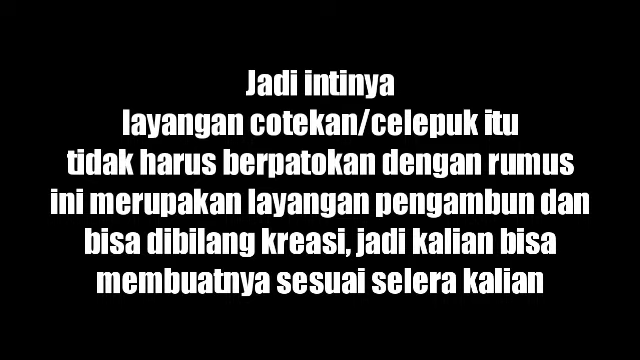 Jadi intinya
layangan cotekan/celepuk itu
tidak harus berpatokan dengan rumus
ini merupakan layangan pengambun dan
bisa dibilang kreasi, jadi kalian bisa
membuatnya sesuai selera kalian